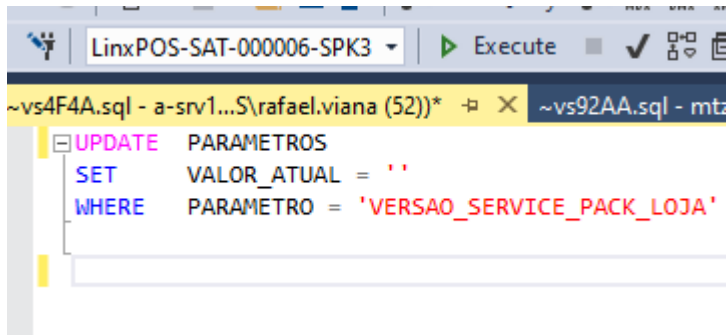 LinxPOS-SAT-000006-SPK3 Execute
~vs4F4A.sql - a-srv1...S\rafael.viana (52))* ~vs92AA.sql - mtz
UPDATE PARAMETROS
SET VALOR_ATUAL = ''
WHERE PARAMETRO = 'VERSAO_SERVICE_PACK_LOJA'